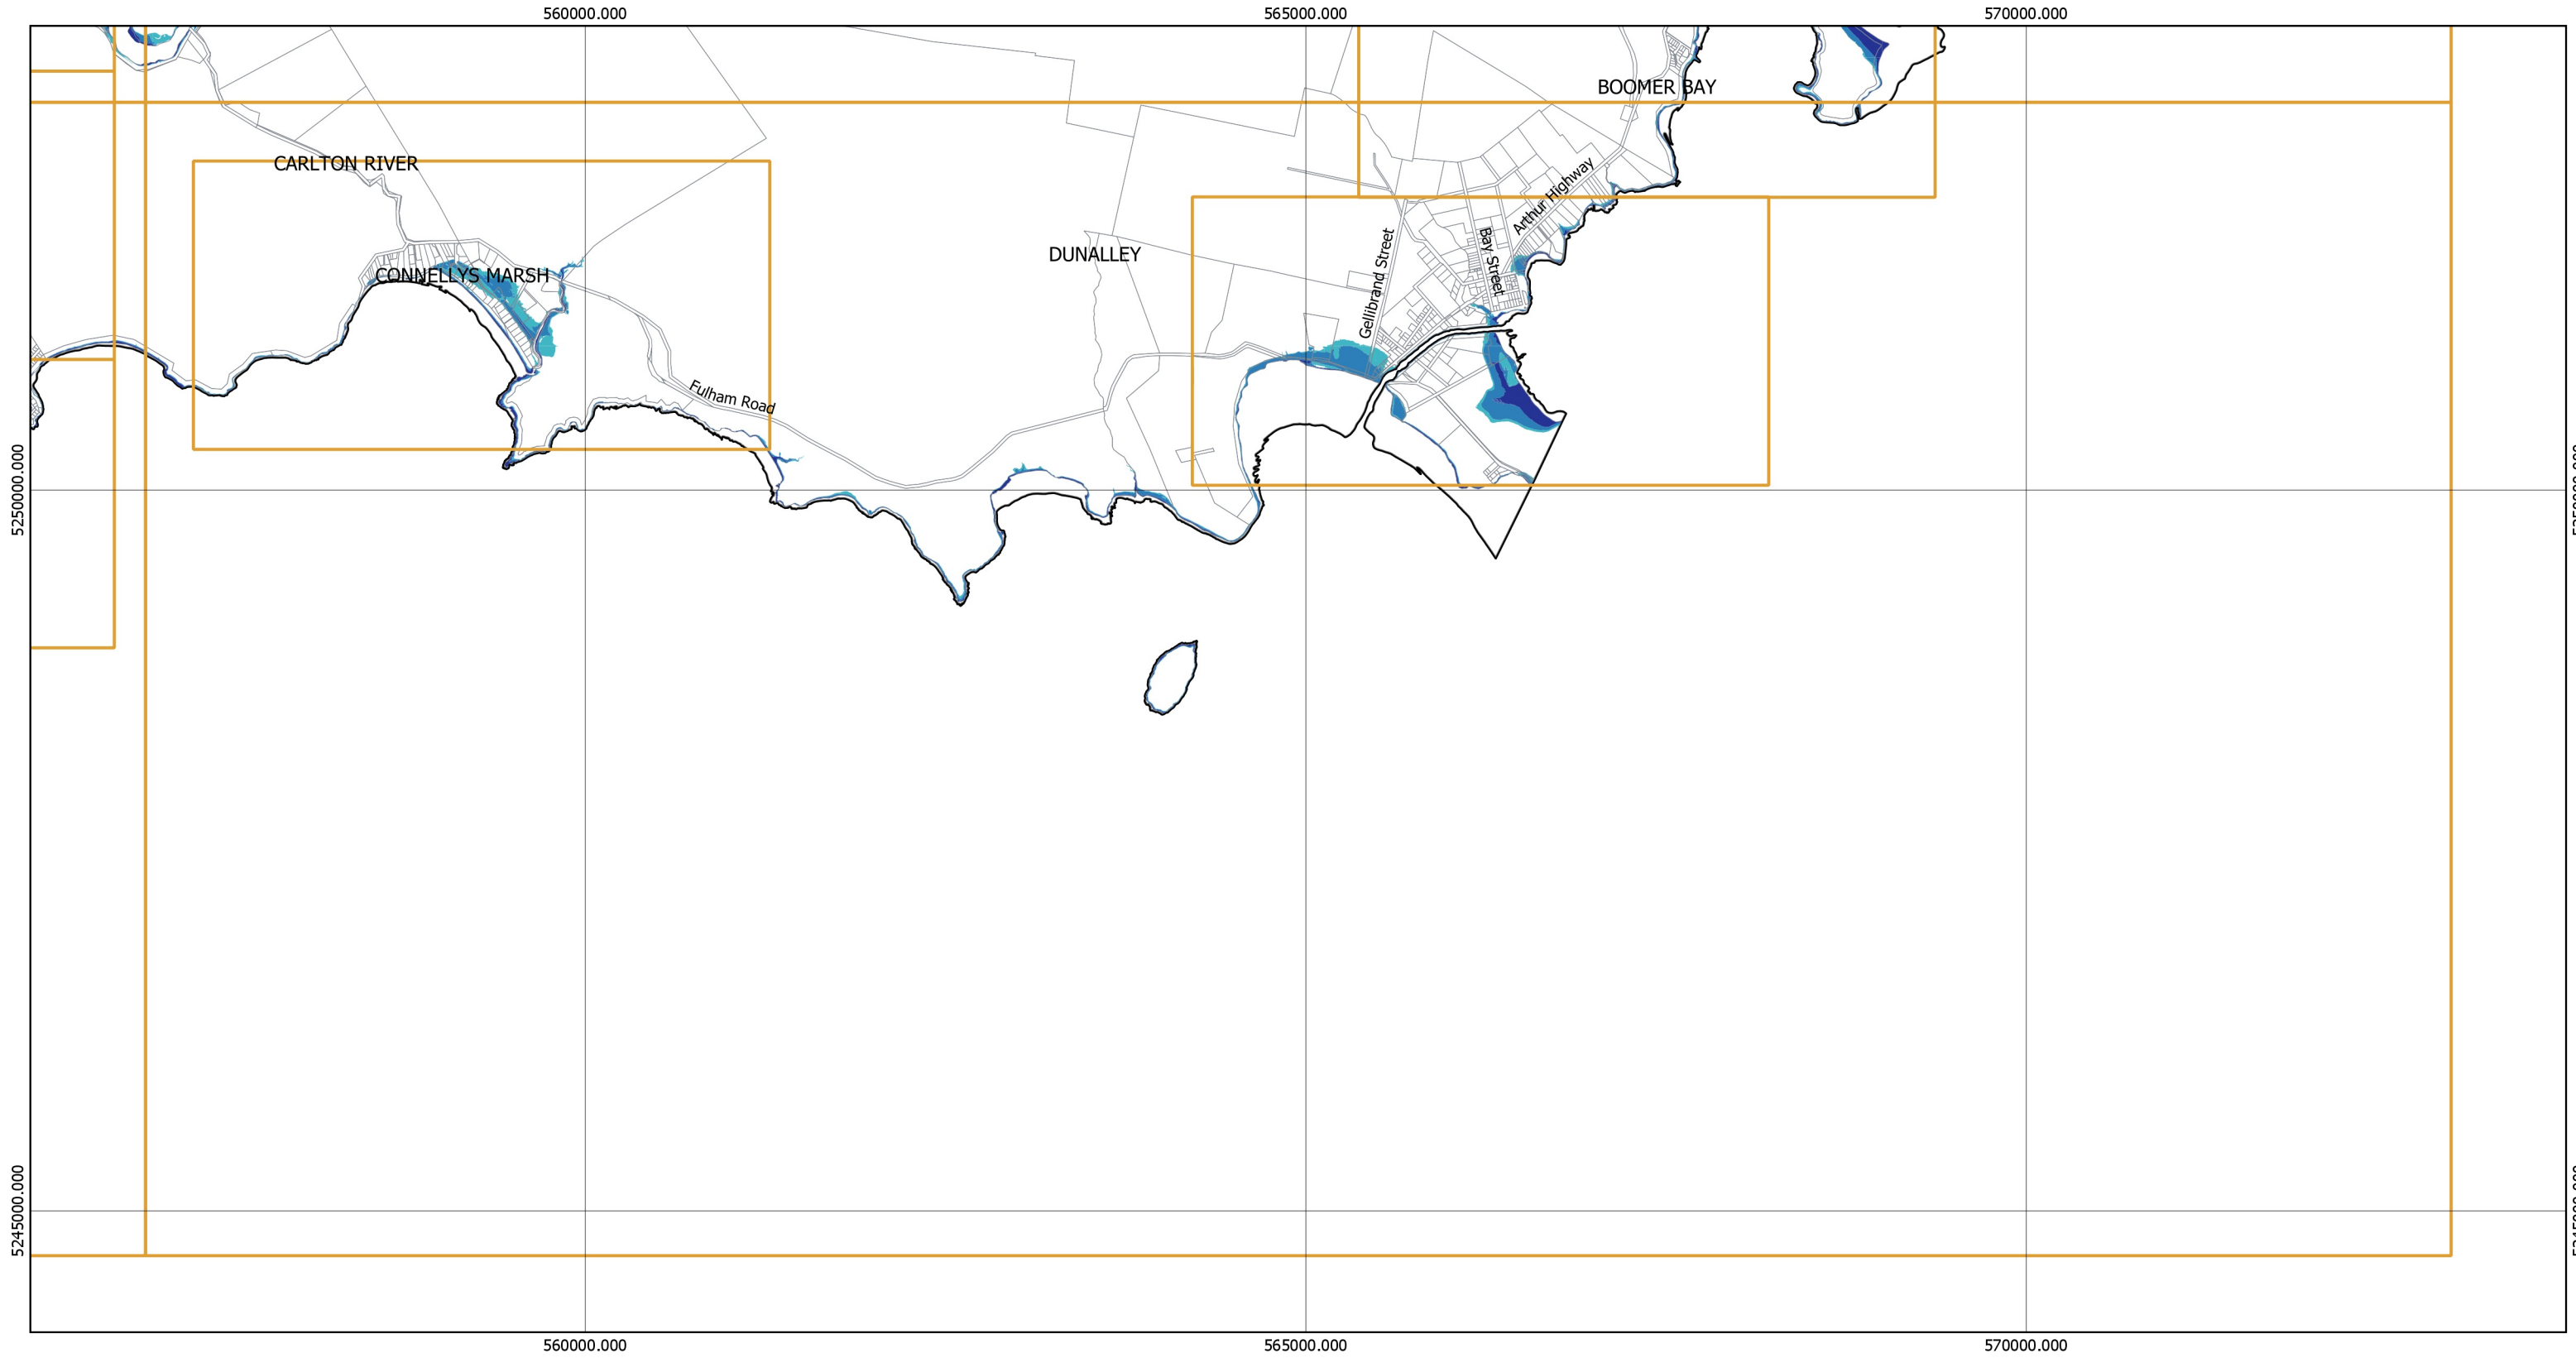 560000.000
565000.000
570000.000
BOOMER BAY
CARLTON RIVER
Arthur Highway
DUNALLEY
Gellibrand Street
Bay Street
CONNELLYS MARSH
Fulham Road
5250000.000
5245000.000
560000.000
565000.000
570000.000